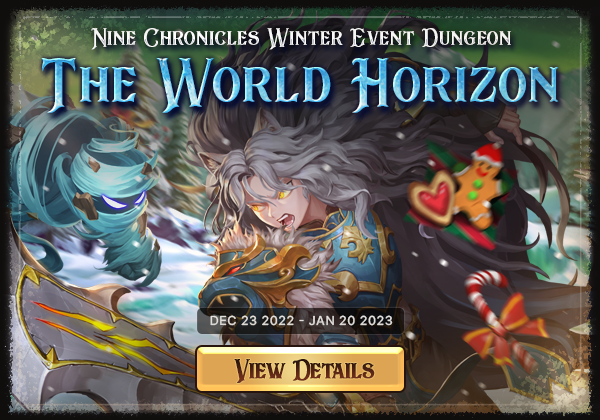 Nine Chronicles Winter Event Dungeon
The World Horizon
DEC 23 2022 - JAN 20 2023
View Details